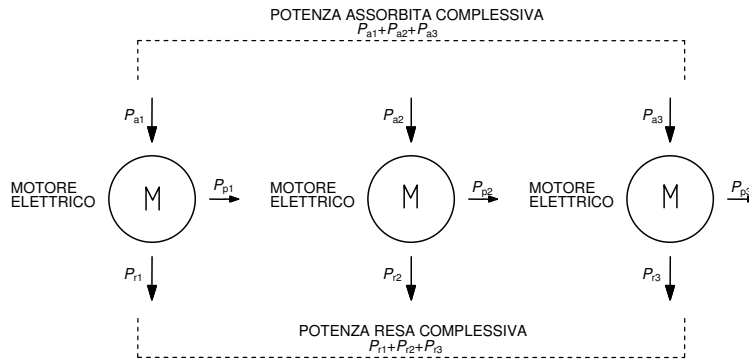 POTENZA ASSORBITA COMPLESSIVA
Pa1+Pa2+Pa3
Pa1
Pa2
Pa3
MOTORE
ELETTRICO
M
Pp1
MOTORE
ELETTRICO
M
Pp2
MOTORE
ELETTRICO
M
Pp3
Pr1
Pr2
Pr3
POTENZA RESA COMPLESSIVA
Pr1+Pr2+Pr3